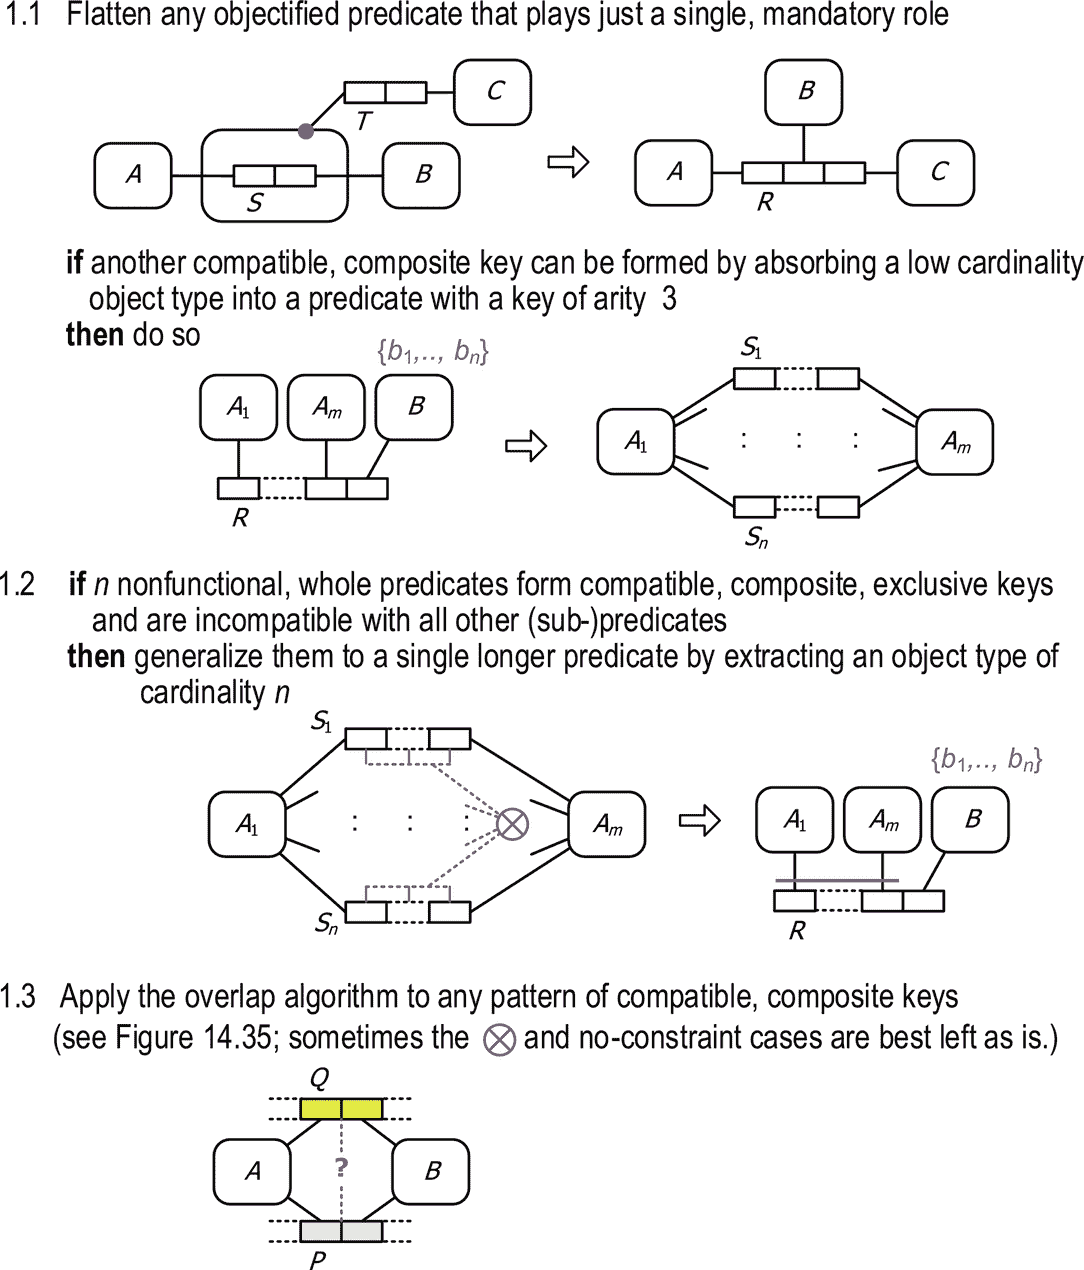 1.1 Flatten any objectified predicate that plays just a single, mandatory role
T
C
A
S
B
B
A
R
C
if another compatible, composite key can be formed by absorbing a low cardinality
object type into a predicate with a key of arity 3
then do so
{b1,.., bn}
A1
Am
B
R
S1
A1
: : :
Am
Sn
1.2 if n nonfunctional, whole predicates form compatible, composite, exclusive keys
and are incompatible with all other (sub-)predicates
then generalize them to a single longer predicate by extracting an object type of
cardinality n
S1
A1
: : :
Am
Sn
{b1,.., bn}
A1
Am
B
R
1.3 Apply the overlap algorithm to any pattern of compatible, composite keys
(see Figure 14.35; sometimes the ⊗ and no-constraint cases are best left as is.)
Q
A
?
B
P